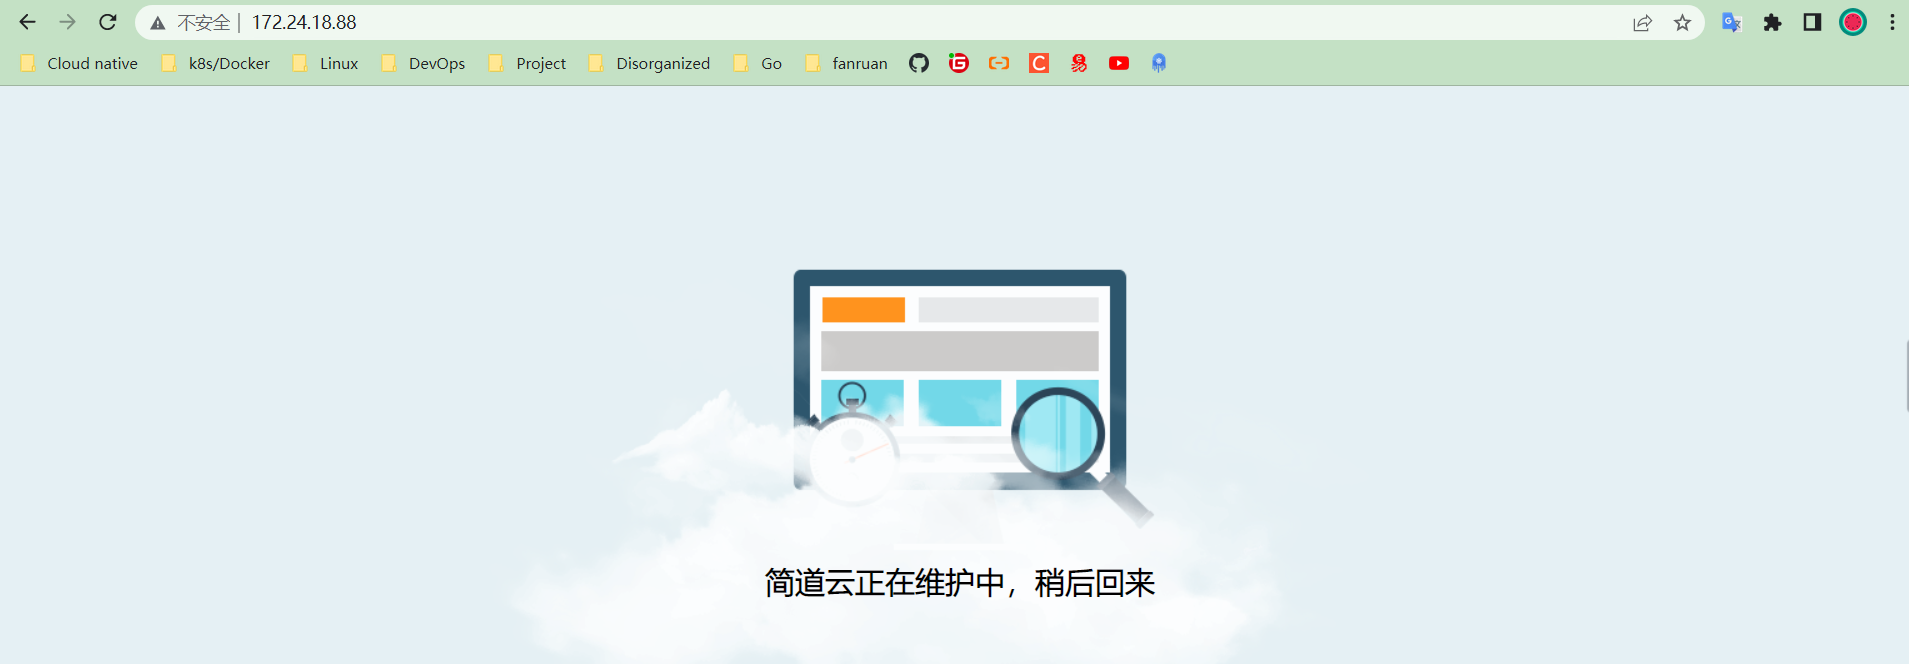 不安全 | 172.24.18.88
Cloud native k8s/Docker Linux DevOps Project Disorganized Go fanruan
简道云正在维护中，稍后回来